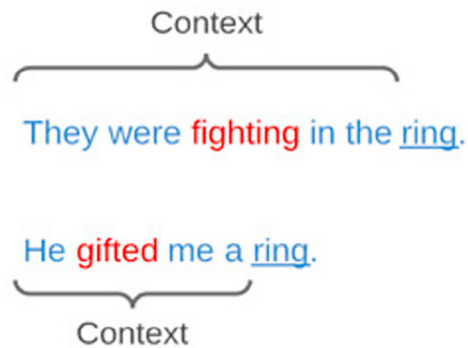 Context
They were fighting in the ring.
He gifted me a ring.
Context